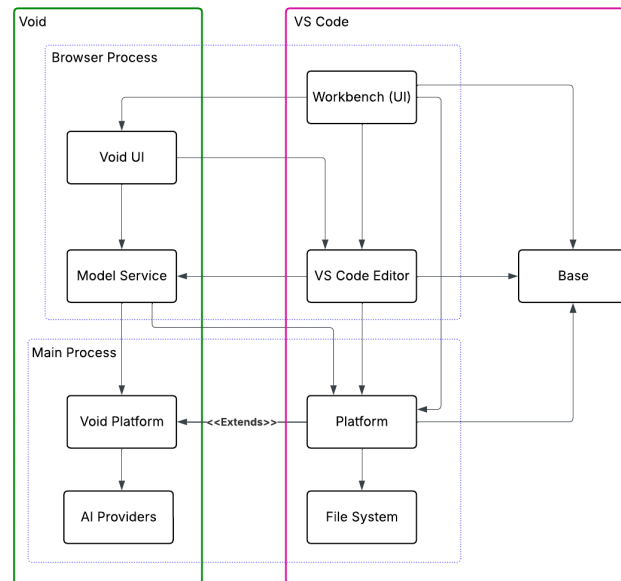 Void
VS Code
Browser Process
Workbench (UI)
Void UI
Model Service
VS Code Editor
Base
Main Process
Void Platform
<<Extends>>
Platform
AI Providers
File System